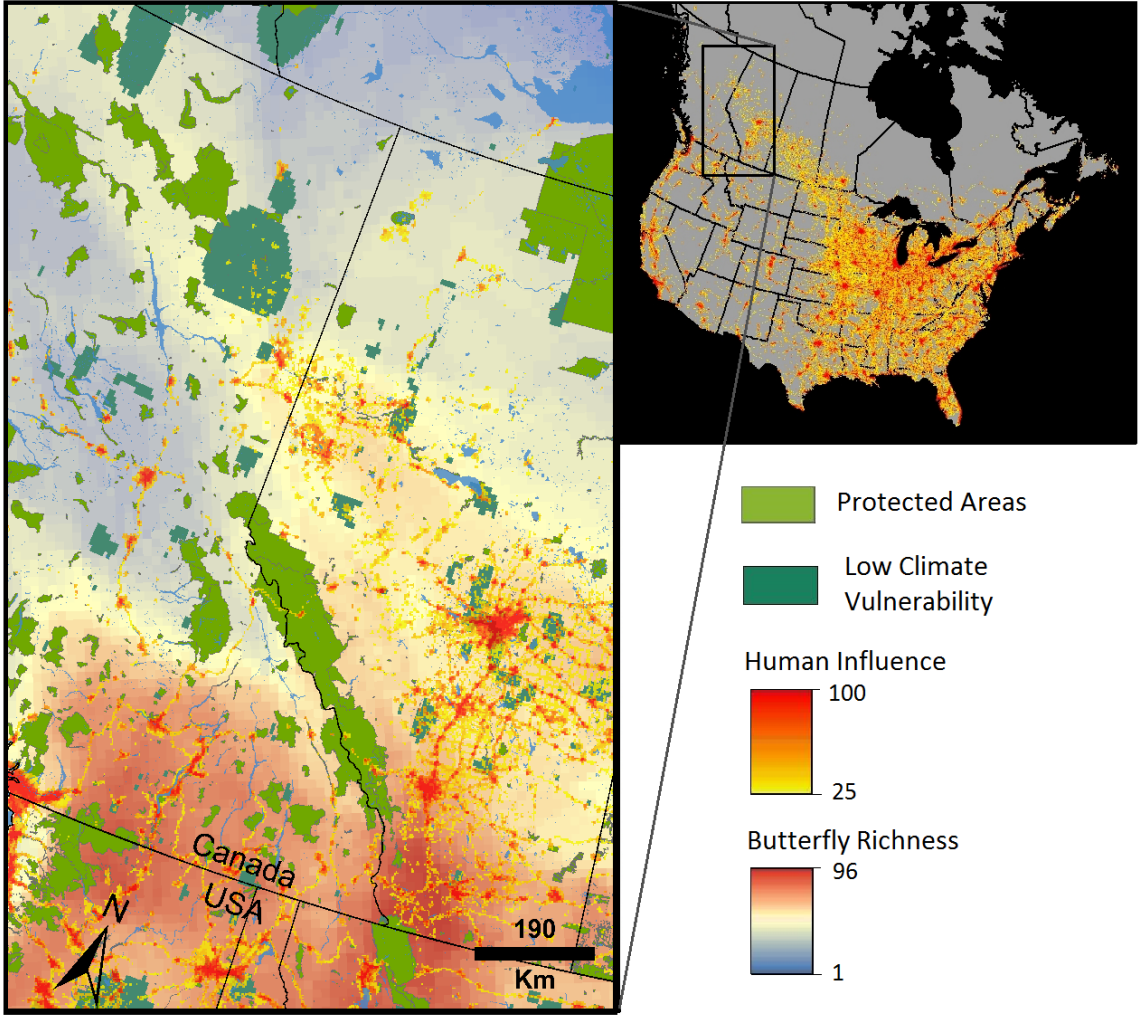 Canada
USA
N
190
Km
Protected Areas
Low Climate
Vulnerability
Human Influence
100
25
Butterfly Richness
96
1